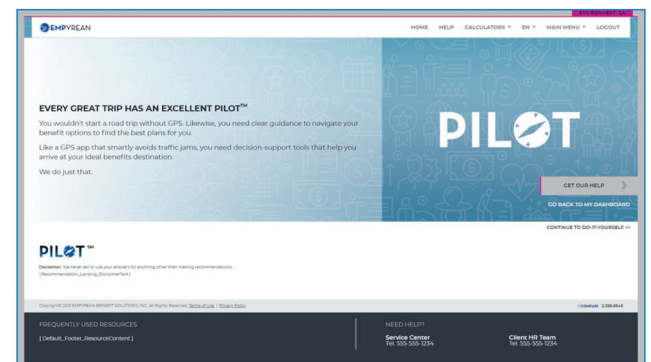 ENVIRONMENT: QA
EMPYREAN
HOME HELP CALCULATORS EN MAIN MENU LOGOUT
EVERY GREAT TRIP HAS AN EXCELLENT PILOT™
You wouldn't start a road trip without GPS. Likewise, you need clear guidance to navigate your
benefit options to find the best plans for you.
Like a GPS app that smartly avoids traffic jams, you need decision-support tools that help you
arrive at your ideal benefits destination.
We do just that.
PILOT
GET OUR HELP
GO BACK TO MY DASHBOARD
CONTINUE TO DO-IT-YOURSELF >>
PILOT SM
Disclaimer: We never sell or use your answers for anything other than making recommendations.
[Recommendation_Landing_DisclaimerText]
Copyright© 2021 EMPYREAN BENEFIT SOLUTIONS, Inc. All Rights Reserved. Terms of Use • Privacy Policy
COMPASS
FREQUENTLY USED RESOURCES
[ Default_Footer_ResourceContent ]
NEED HELP?
Service Center
Tel: 555-555-1234
Client HR Team
Tel: 555-555-1234